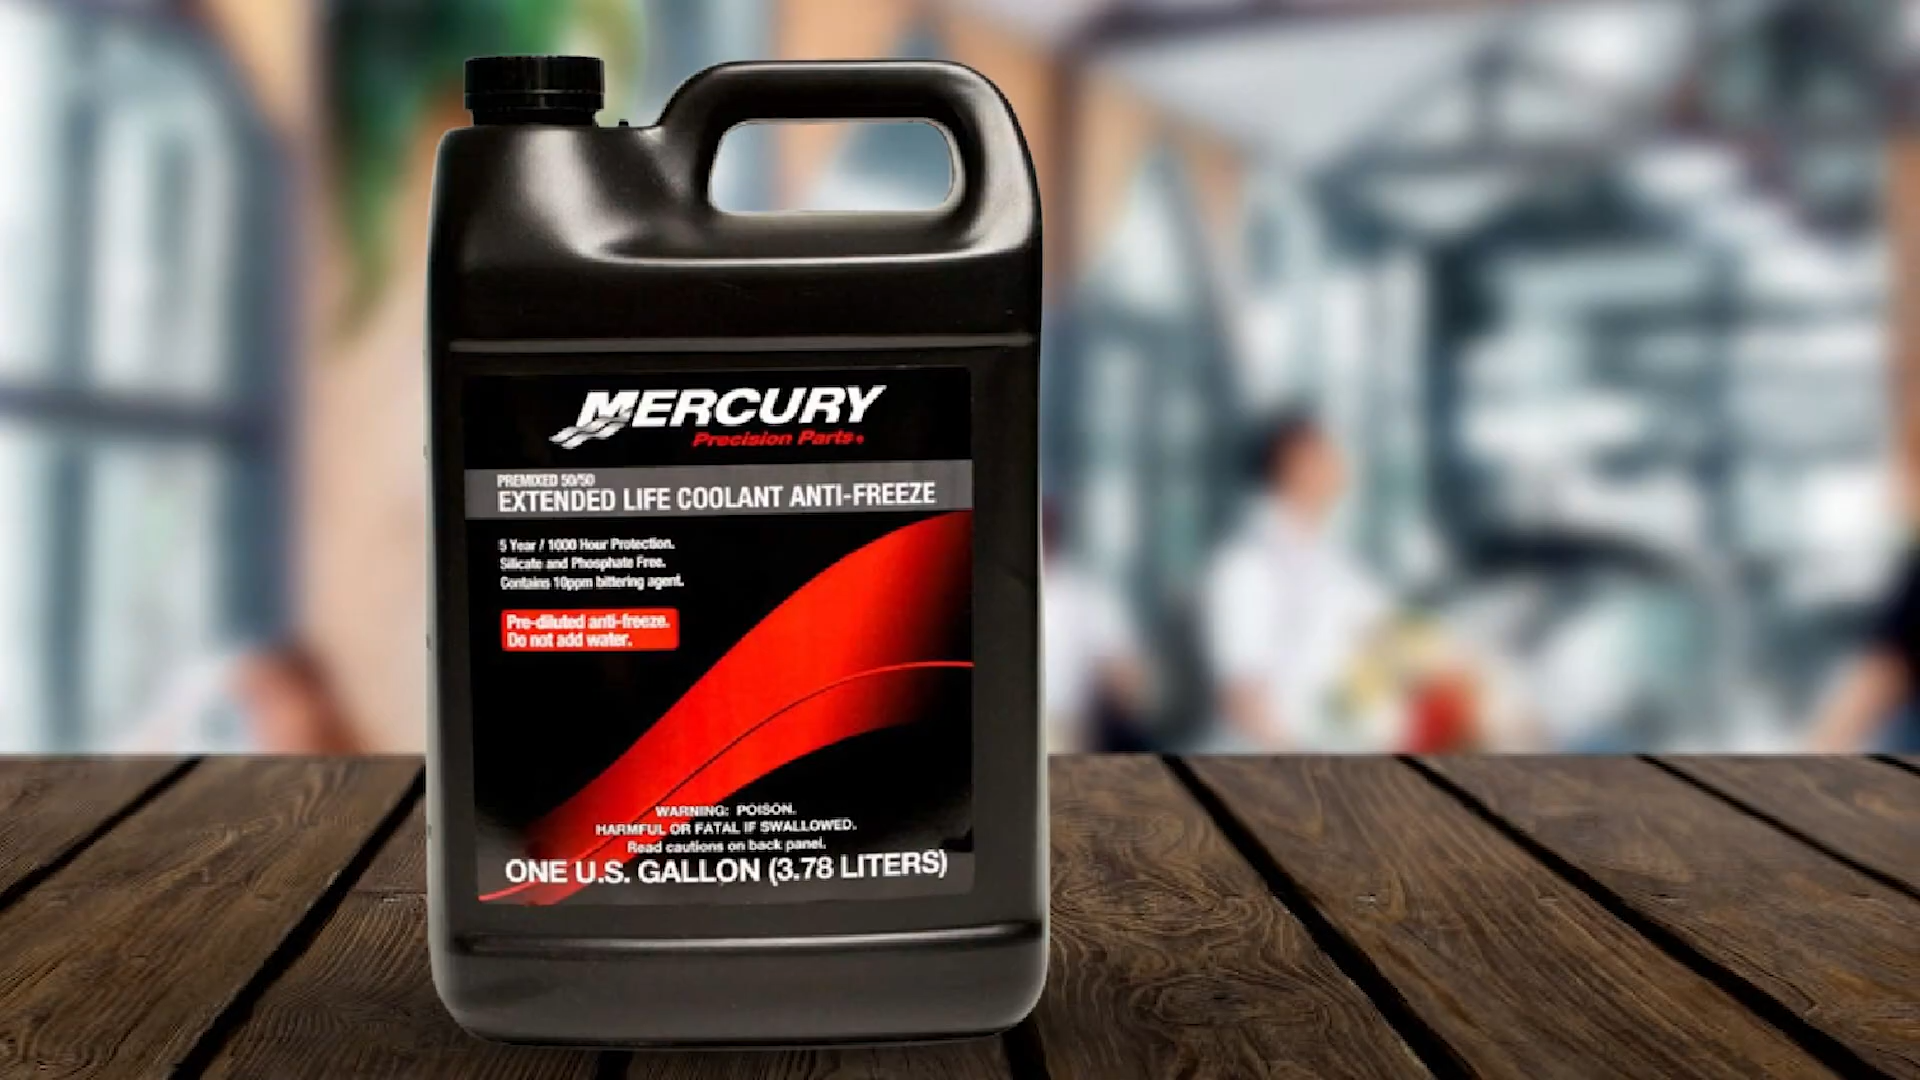 MERCURY
Precision Parts
PREMIXED 50/50
EXTENDED LIFE COOLANT ANTI-FREEZE
5 Year / 1000 Hour Protection.
Silicate and Phosphate Free.
Contains 10ppm bittering agent.
Pre-diluted anti-freeze.
Do not add water.
WARNING: POISON.
HARMFUL OR FATAL IF SWALLOWED.
Read cautions on back panel.
ONE U.S. GALLON (3.78 LITERS)